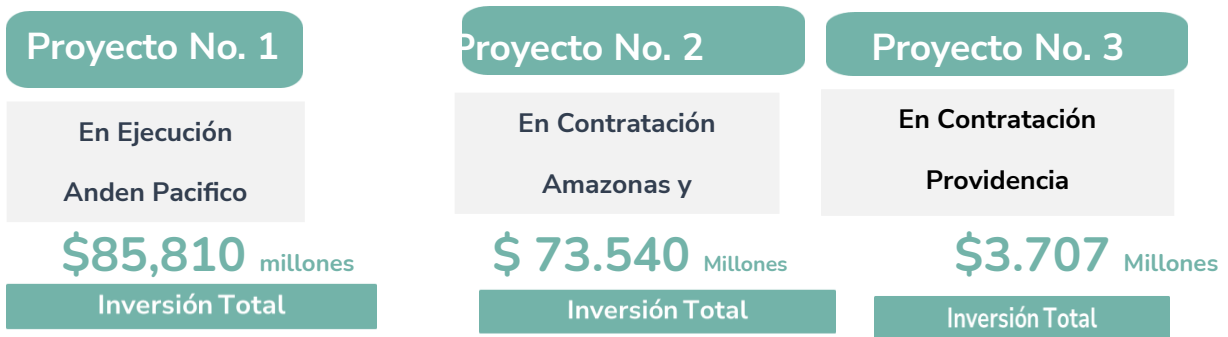 Proyecto No. 1
En Ejecución
Anden Pacifico
$85,810 millones
Inversión Total
Proyecto No. 2
En Contratación
Amazonas y
$ 73.540 Millones
Inversión Total
Proyecto No. 3
En Contratación
Providencia
$3.707 Millones
Inversión Total